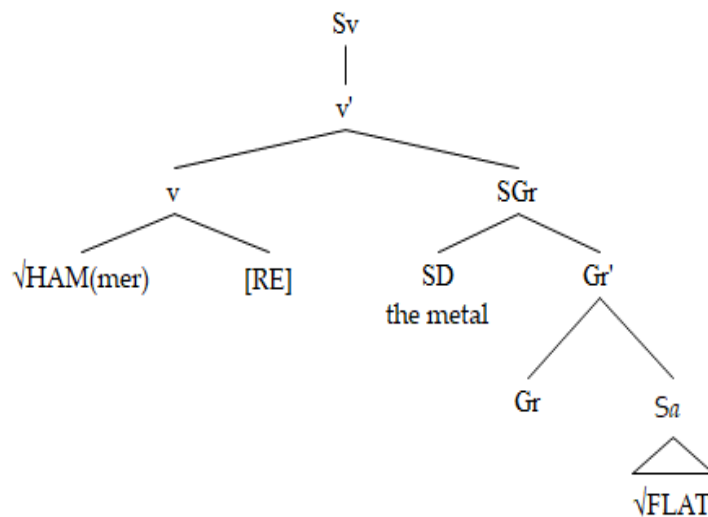 Sv
v'
v SGr
√HAM(mer) [RE] SD Gr'
the metal
Gr Sa
√FLAT